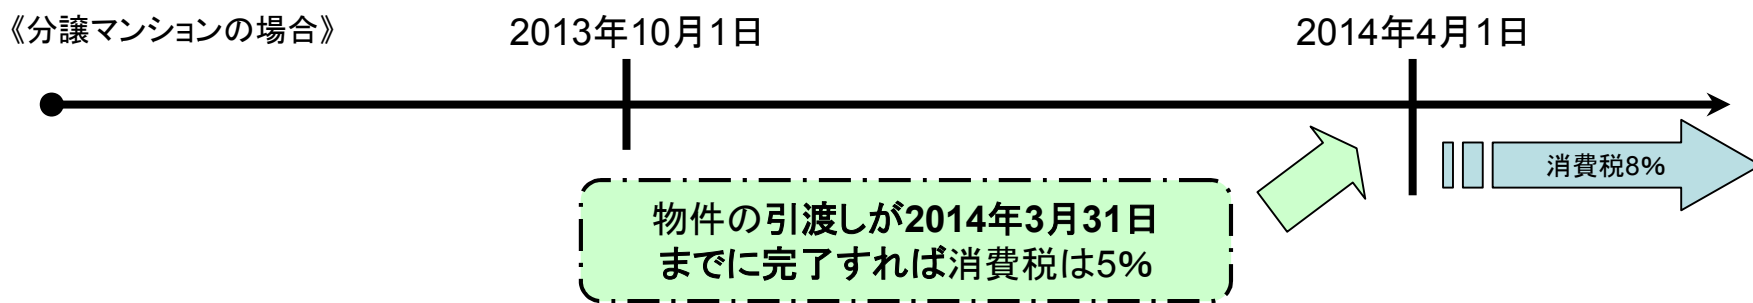 《分譲マンションの場合》
2013年10月1日
2014年4月1日
消費税8%
物件の引渡しが2014年3月31日
までに完了すれば消費税は5%